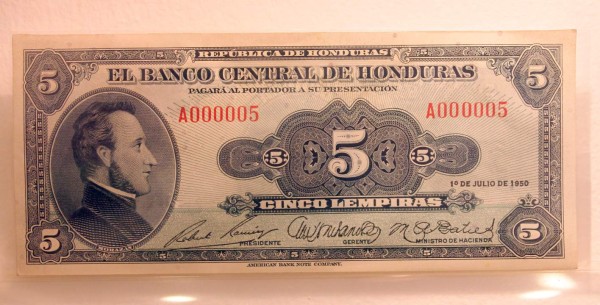 REPUBLICA DE HONDURAS
5 EL BANCO CENTRAL DE HONDURAS 5
PAGARÁ AL PORTADOR A SU PRESENTACIÓN
A000005 A000005
5 5 5
1º DE JULIO DE 1950
CINCO LEMPIRAS
5 5
PRESIDENTE GERENTE MINISTRO DE HACIENDA
AMERICAN BANK NOTE COMPANY.